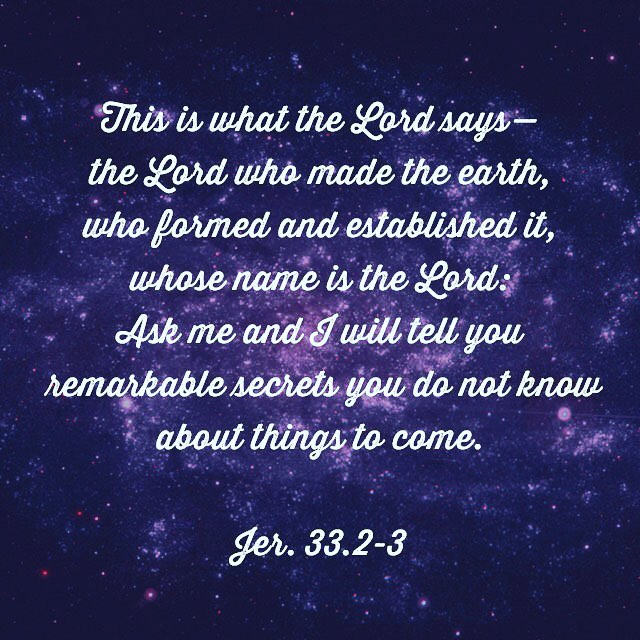 This is what the Lord says—
the Lord who made the earth,
who formed and established it,
whose name is the Lord:
Ask me and I will tell you
remarkable secrets you do not know
about things to come.
Jer. 33.2-3